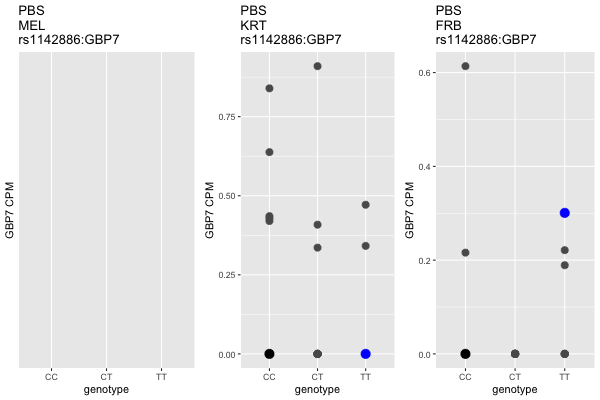 PBS
MEL
rs1142886:GBP7
GBP7 CPM
CC
CT
TT
genotype
PBS
KRT
rs1142886:GBP7
GBP7 CPM
0.75
0.50
0.25
0.00
CC
CT
TT
genotype
PBS
FRB
rs1142886:GBP7
GBP7 CPM
0.6
0.4
0.2
0.0
CC
CT
TT
genotype